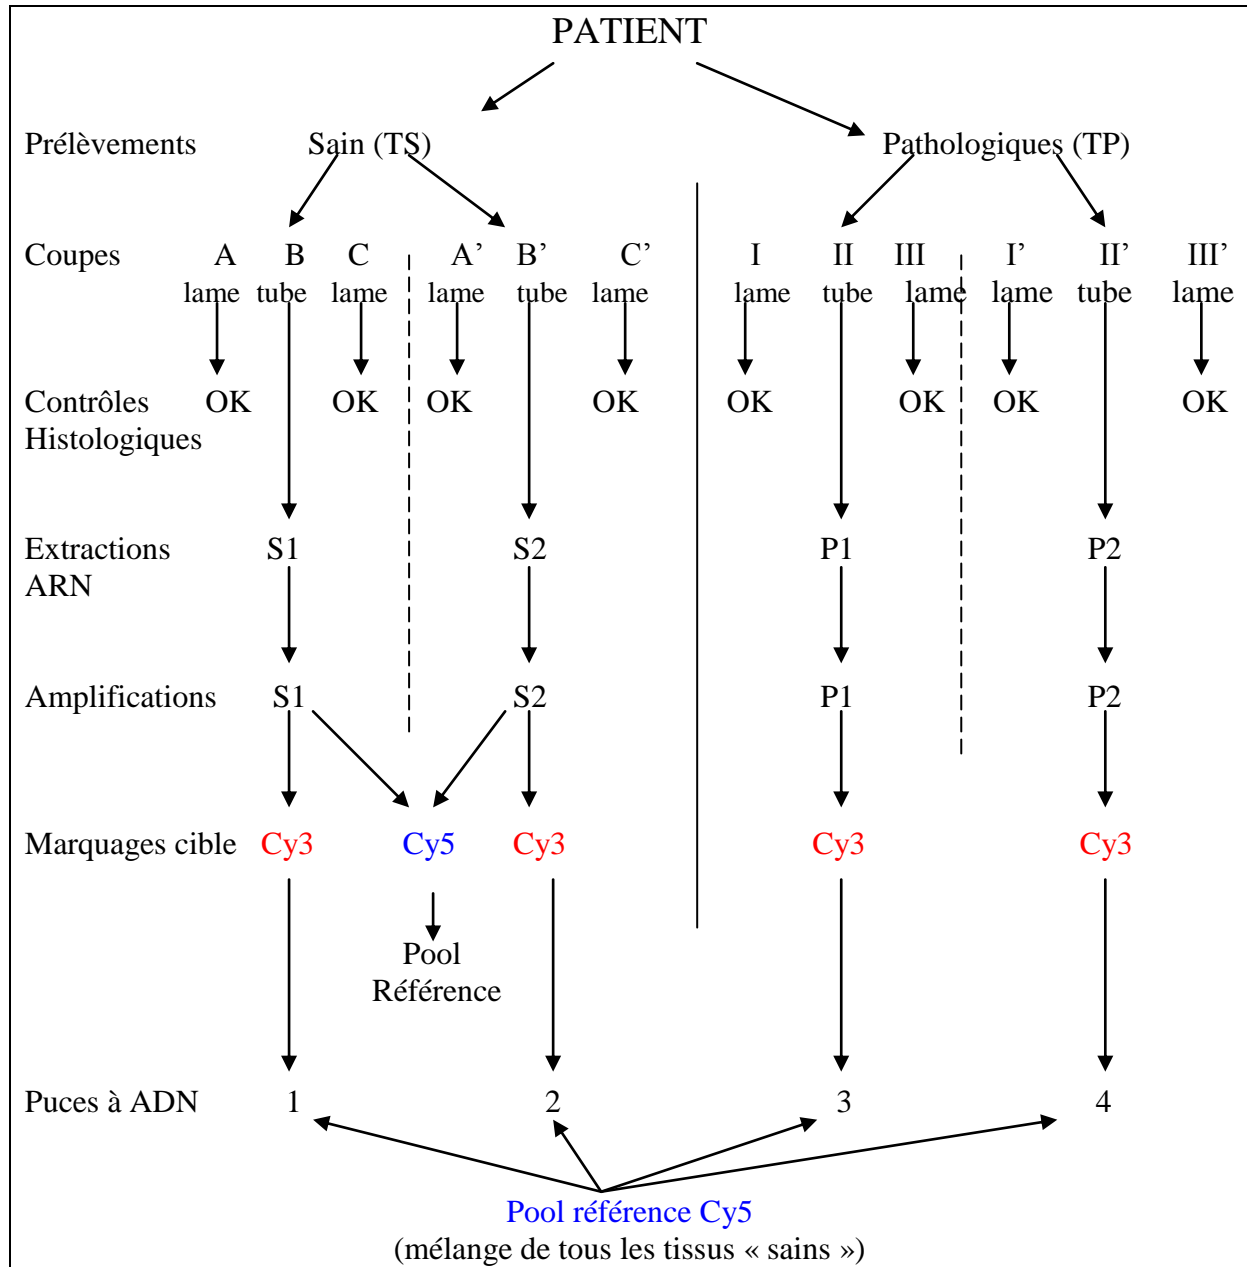 PATIENT
Prélèvements Sain (TS) Pathologiques (TP)
Coupes A B C A’ B’ C’ I II III I’ II’ III’
lame tube lame lame tube lame lame tube lame lame tube lame
Contrôles OK OK OK OK OK OK OK OK
Histologiques
Extractions S1 S2 P1 P2
ARN
Amplifications S1 S2 P1 P2
Marquages cible Cy3 Cy5 Cy3 Cy3 Cy3
Pool
Référence
Puces à ADN 1 2 3 4
Pool référence Cy5
(mélange de tous les tissus « sains »)